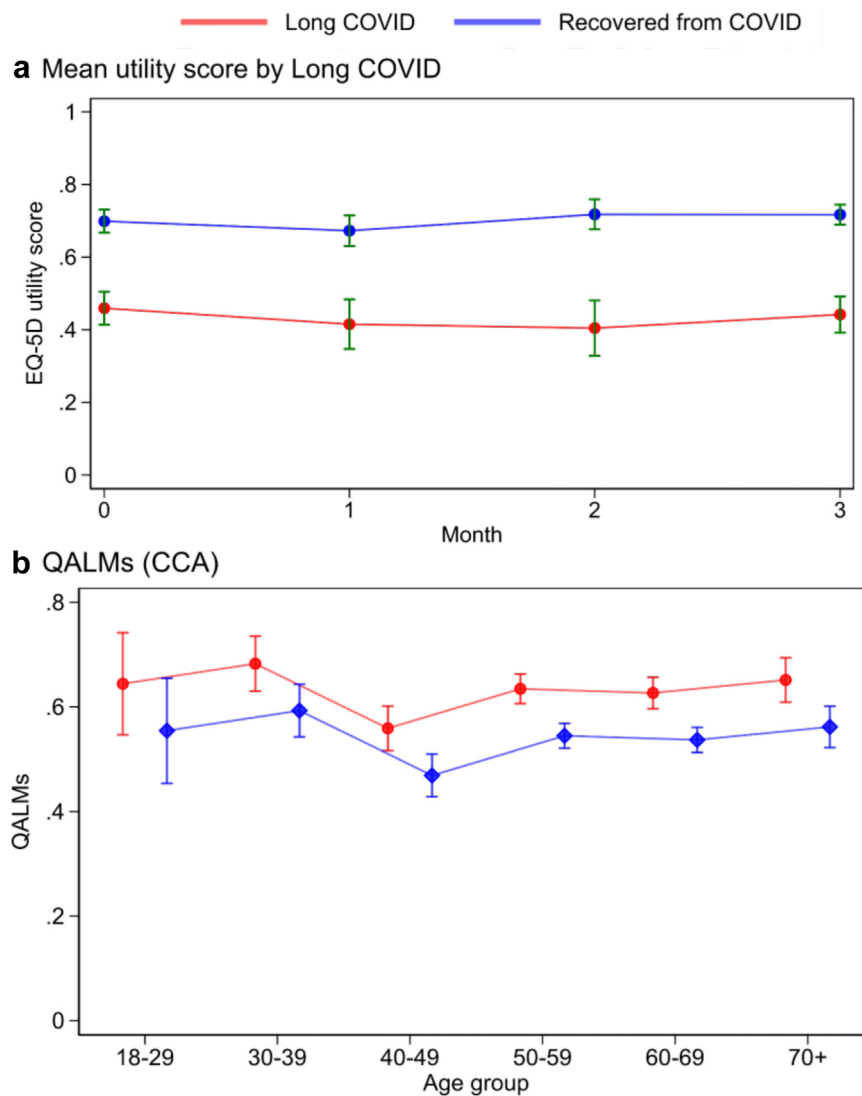 Long COVID Recovered from COVID
a Mean utility score by Long COVID
EQ-5D utility score
1
.8
.6
.4
.2
0
0 1 2 3
Month
b QALMs (CCA)
QALMs
.8
.6
.4
.2
0
18-29 30-39 40-49 50-59 60-69 70+
Age group